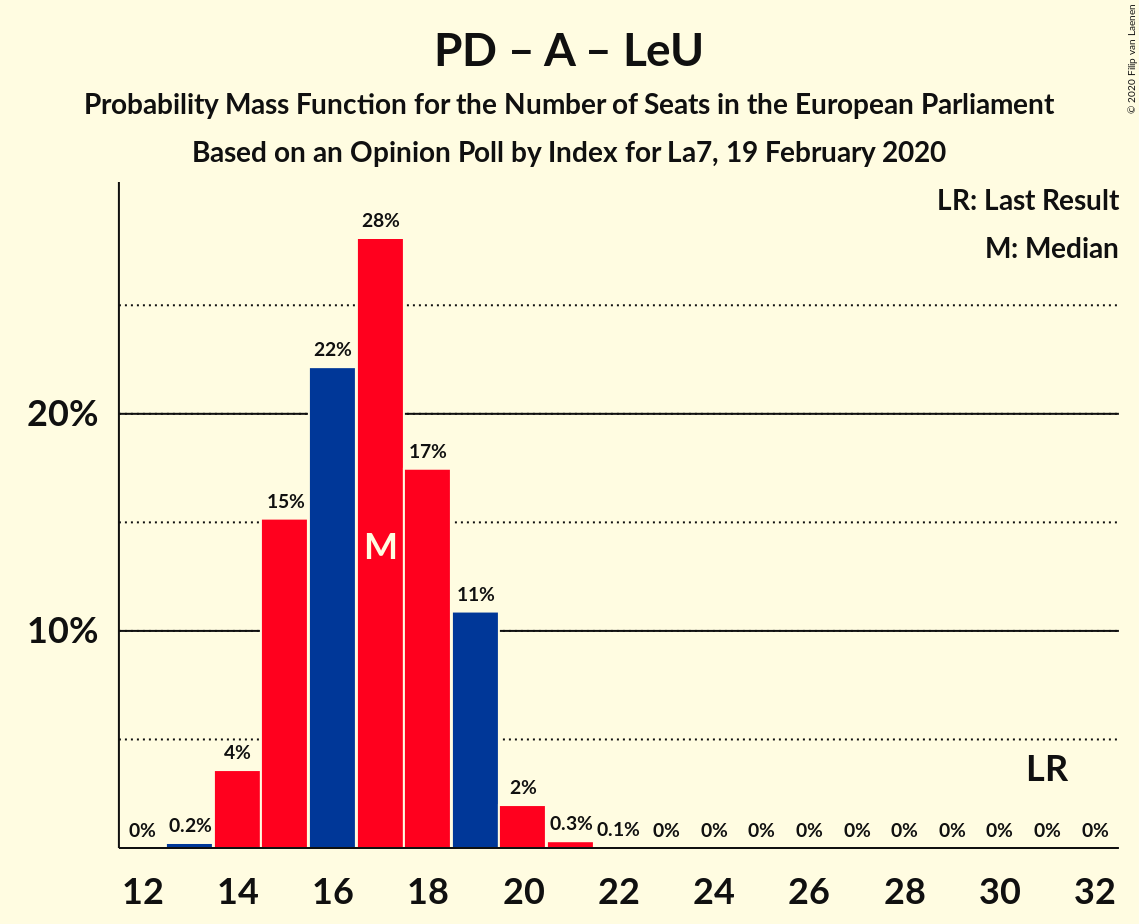 PD – A – LeU
Probability Mass Function for the Number of Seats in the European Parliament
Based on an Opinion Poll by Index for La7, 19 February 2020
© 2020 Filip van Laenen
LR: Last Result
M: Median
28%
22%
20%
17%
15%
M
11%
10%
4%
LR
2%
0% 0.2% 0.3% 0.1% 0% 0% 0% 0% 0% 0% 0% 0% 0% 0%
12 14 16 18 20 22 24 26 28 30 32